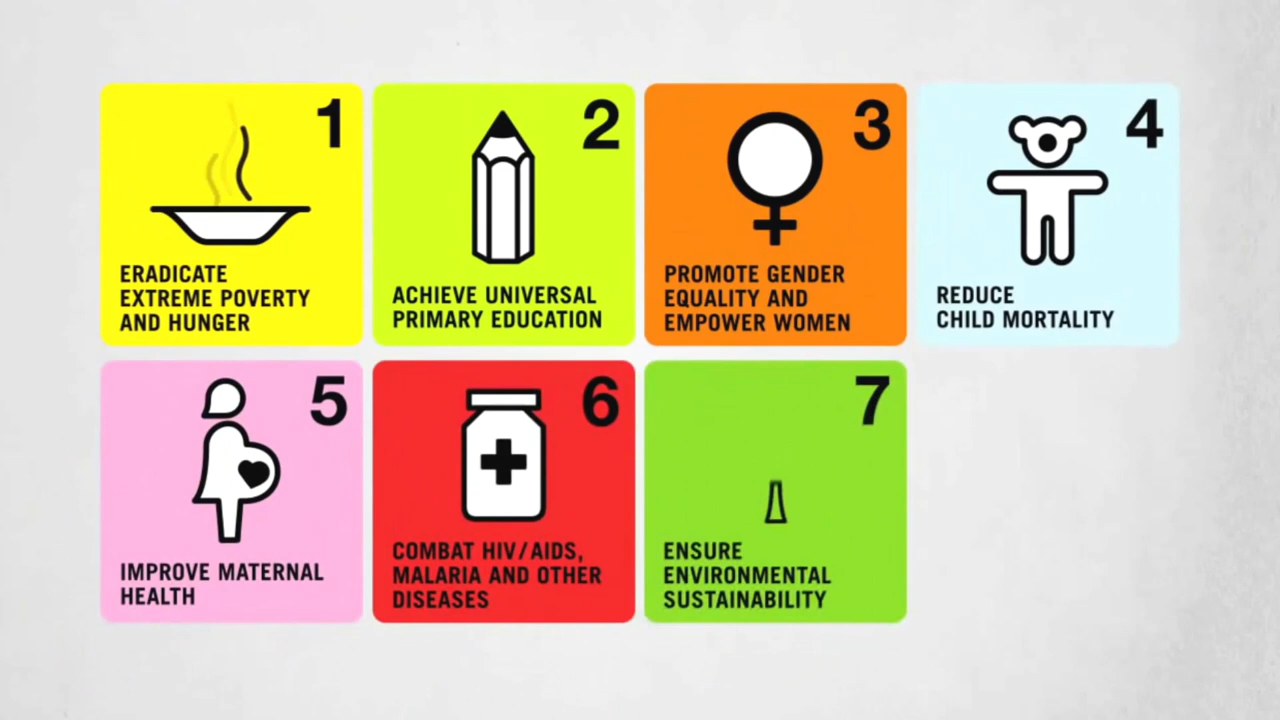 1
ERADICATE
EXTREME POVERTY
AND HUNGER
2
ACHIEVE UNIVERSAL
PRIMARY EDUCATION
3
PROMOTE GENDER
EQUALITY AND
EMPOWER WOMEN
4
REDUCE
CHILD MORTALITY
5
IMPROVE MATERNAL
HEALTH
6
COMBAT HIV/AIDS,
MALARIA AND OTHER
DISEASES
7
ENSURE
ENVIRONMENTAL
SUSTAINABILITY